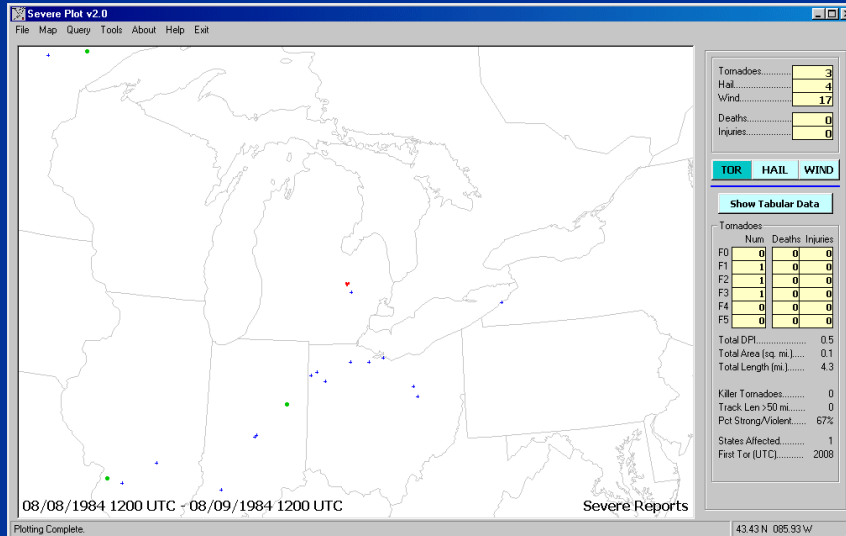 Severe Plot v2.0
File Map Query Tools About Help Exit
Tornadoes............ 3
Hail...................... 4
Wind.................... 17
Deaths................. 0
Injuries................ 0
TOR HAIL WIND
Show Tabular Data
Tornadoes
Num Deaths Injuries
F0 0 0 0
F1 1 0 0
F2 1 0 0
F3 1 0 0
F4 0 0 0
F5 0 0 0
Total DPI................... 0.5
Total Area (sq. mi.)..... 0.1
Total Length (mi.)...... 4.3
Killer Tornadoes......... 0
Track Len >50 mi...... 0
Pct Strong/Violent..... 67%
States Affected.......... 1
First Tor (UTC).......... 2008
08/08/1984 1200 UTC - 08/09/1984 1200 UTC
Severe Reports
Plotting Complete.
43.43 N 085.93 W